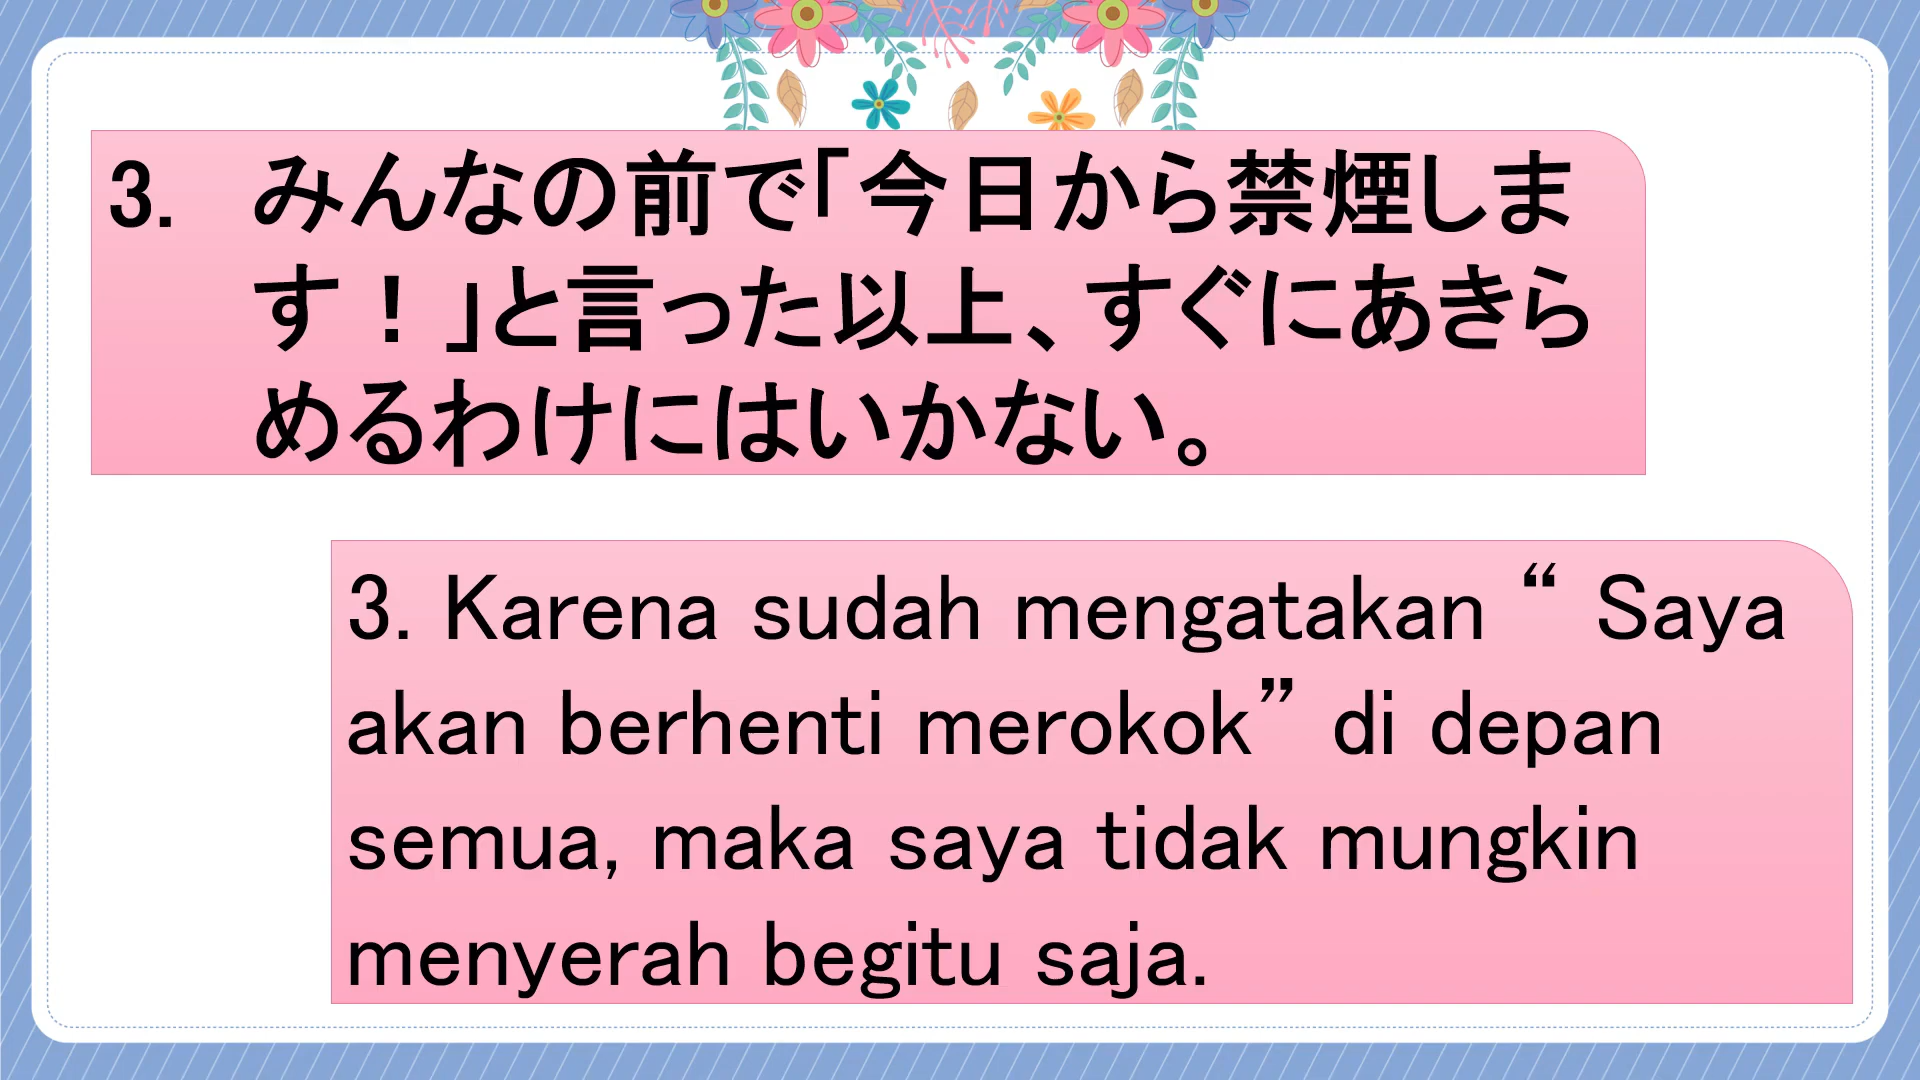 3. みんなの前で「今日から禁煙しま
す！」と言った以上、すぐにあきら
めるわけにはいかない。
3. Karena sudah mengatakan “ Saya
akan berhenti merokok” di depan
semua, maka saya tidak mungkin
menyerah begitu saja.